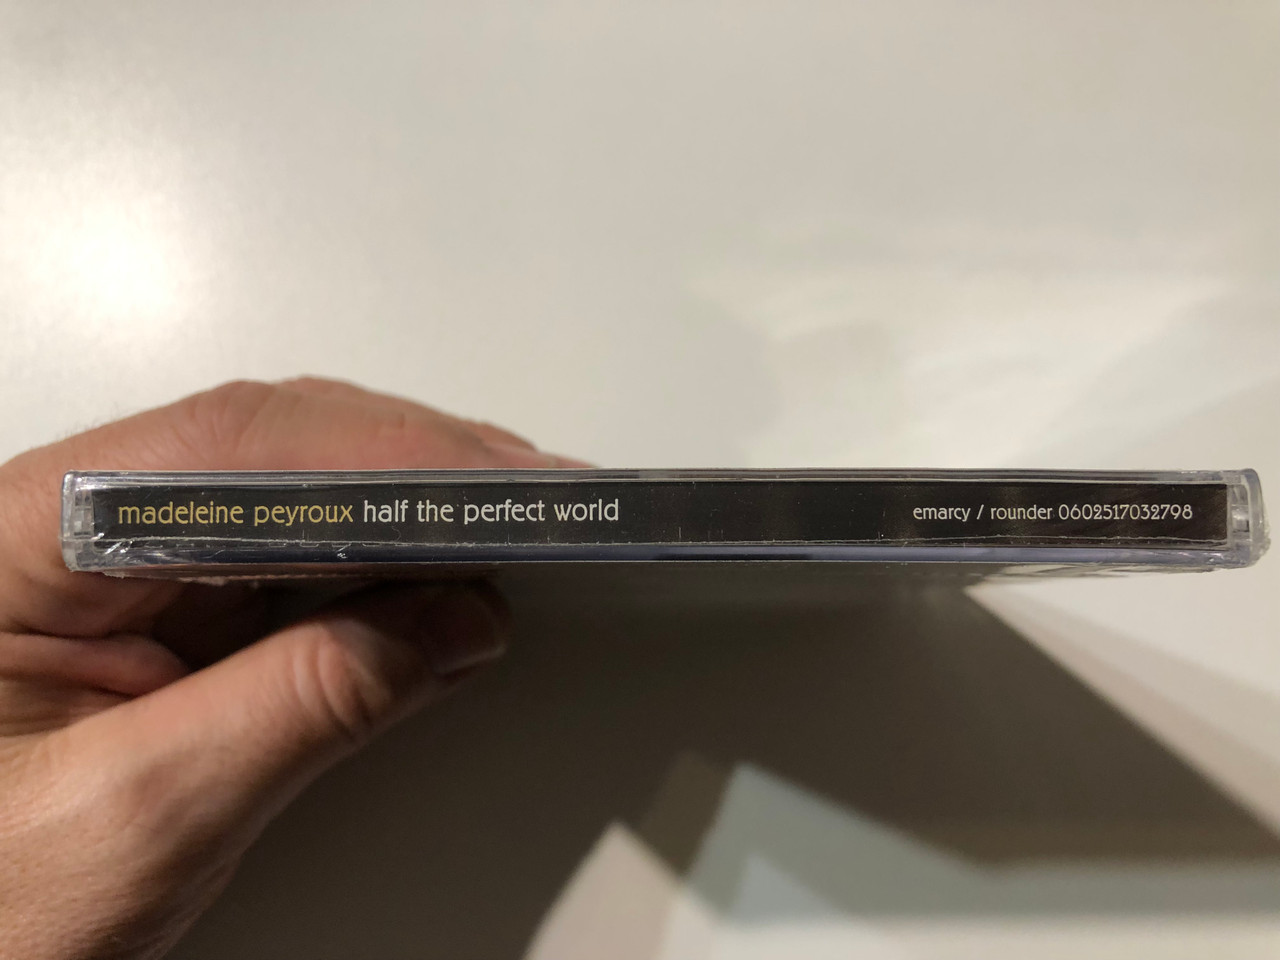 madeleine peyroux half the perfect world emarcy / rounder 0602517032798